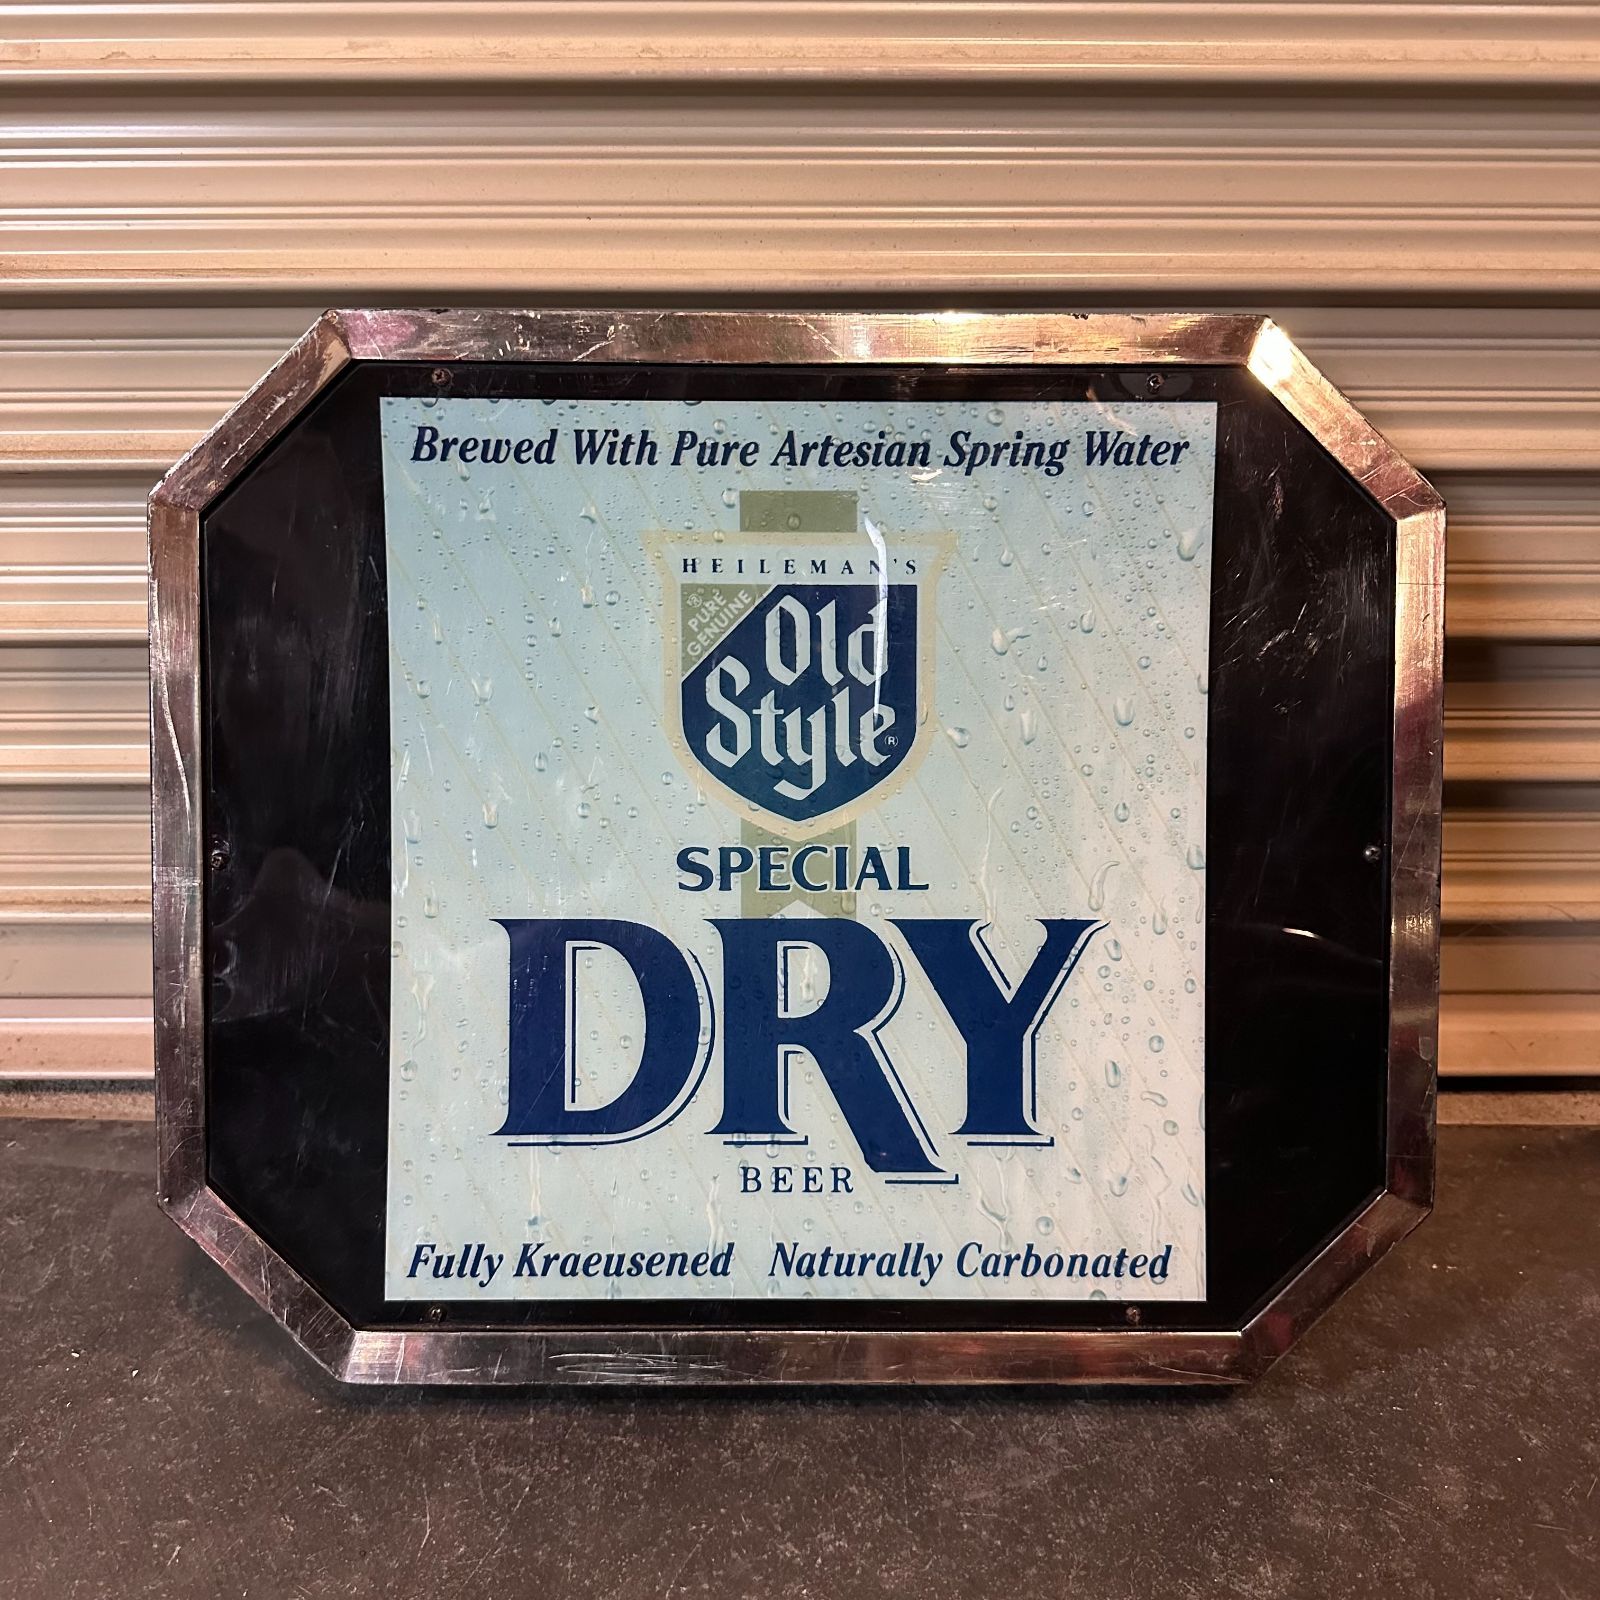 Brewed With Pure Artesian Spring Water
HEILEMAN'S
PURE
GENUINE
Old
Style®
SPECIAL
DRY
BEER
Fully Kraeusened Naturally Carbonated